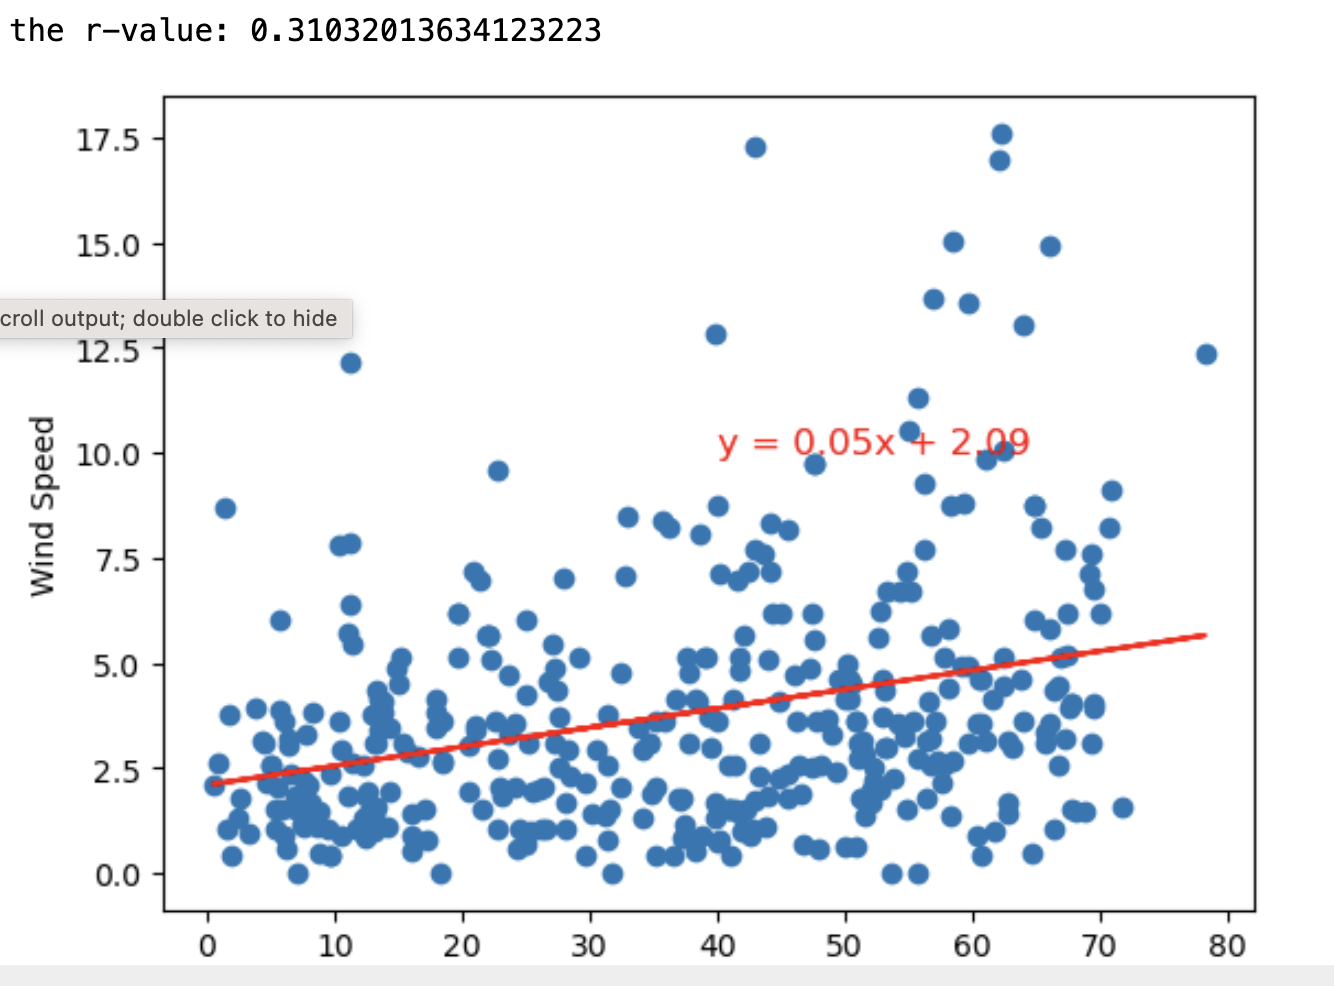 the r-value: 0.31032013634123223
17.5
15.0
croll output; double click to hide
12.5
y = 0.05x + 2.09
10.0
Wind Speed
7.5
5.0
2.5
0.0
0 10 20 30 40 50 60 70 80